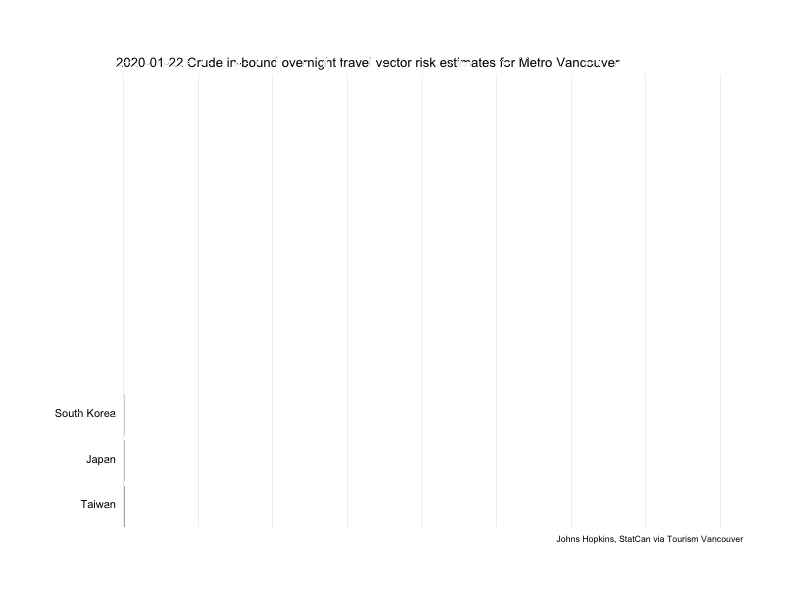 2020-01-22 Crude in-bound overnight travel vector risk estimates for Metro Vancouver
South Korea
Japan
Taiwan
Johns Hopkins, StatCan via Tourism Vancouver